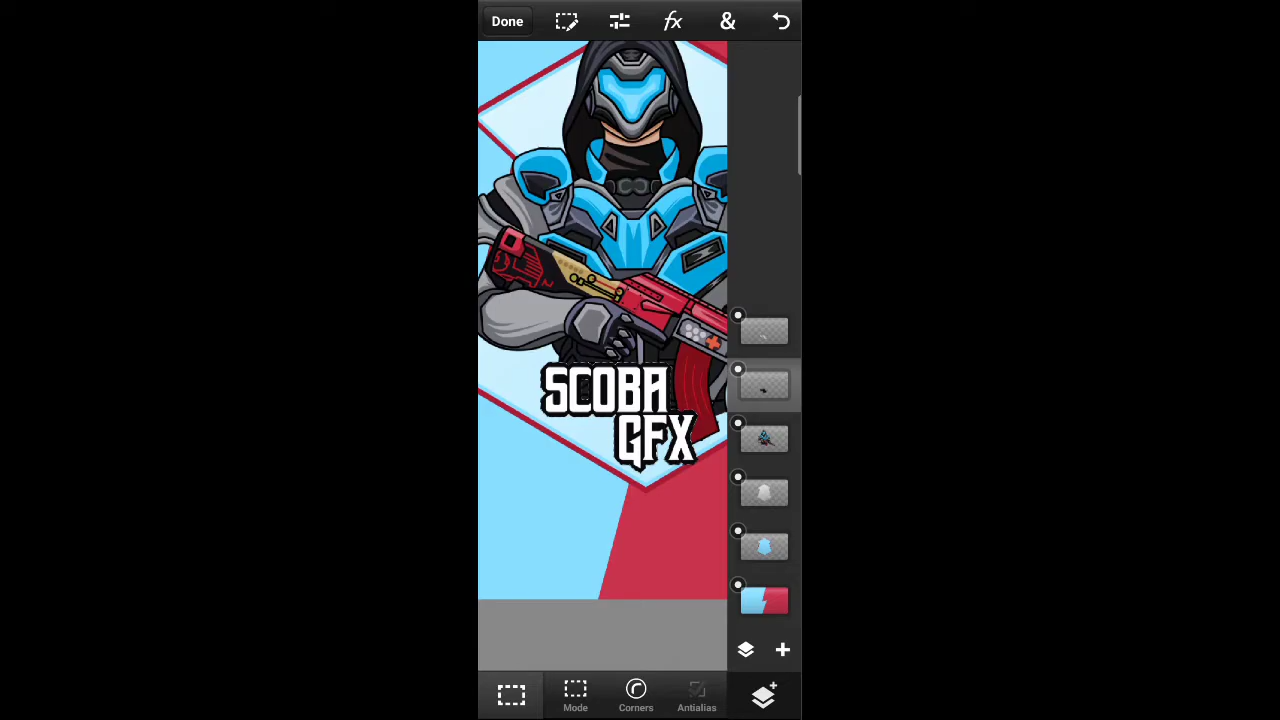 Done
fx
&
SCOBA
GFX
Mode
Corners
Antialias